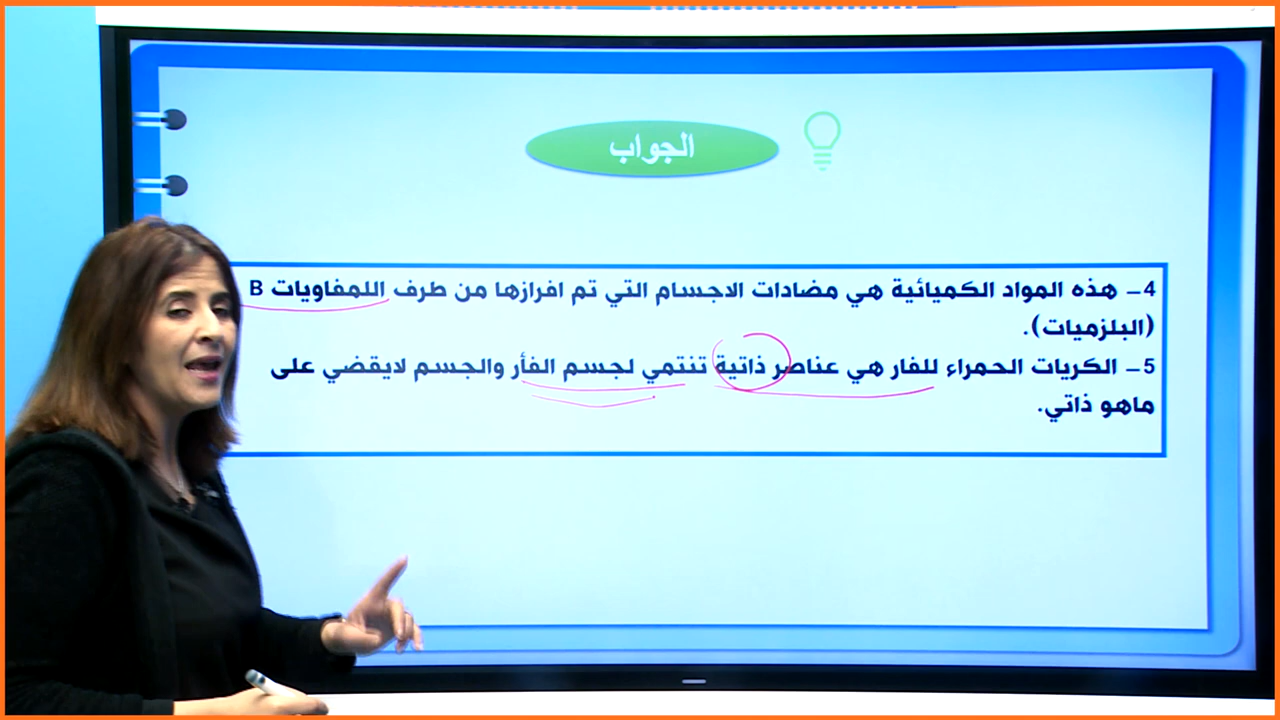 الجواب
4– هذه المواد الكميائية هي مضادات الاجسام التي تم افرازها من طرف اللمفاويات B
(البلزميات).
5– الكريات الحمراء للفار هي عناصر ذاتية تنتمي لجسم الفأر والجسم لايقضي على
ماهو ذاتي.